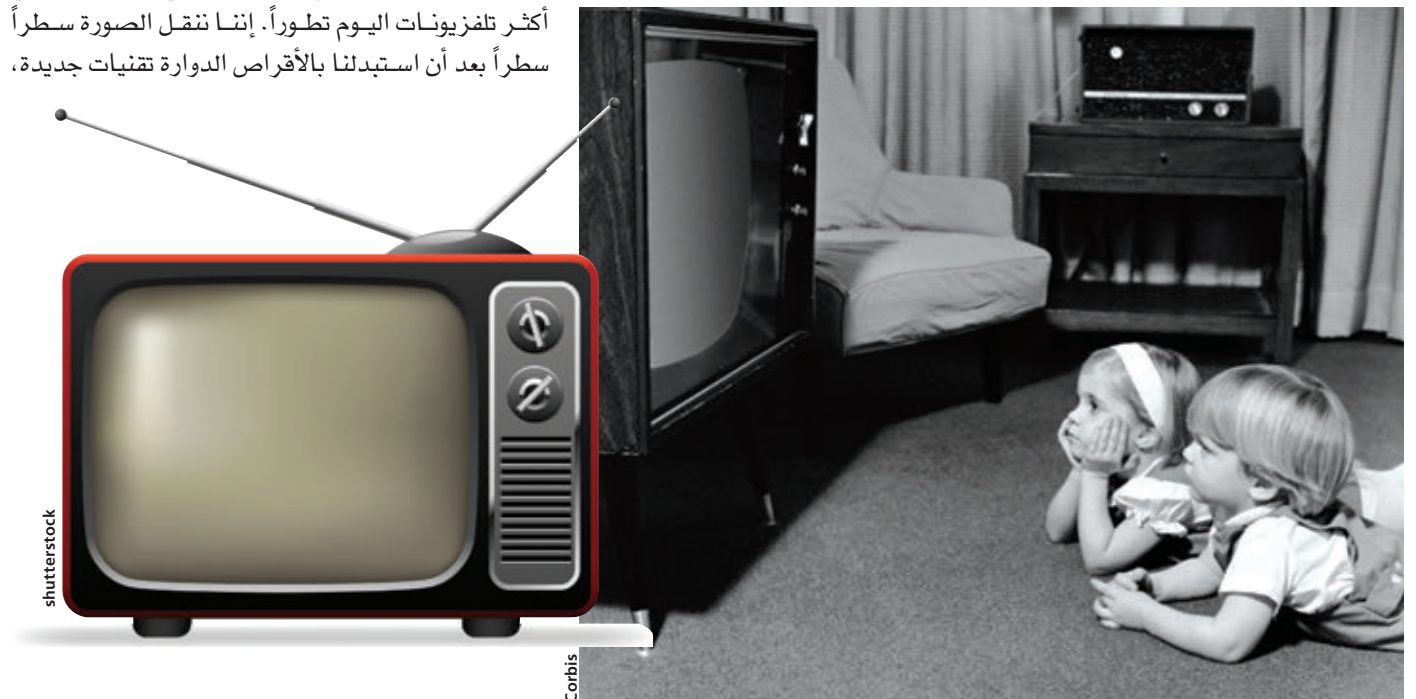 أكثر تلفزيونات اليوم تطوراً. إننا ننقل الصورة سطراً
سطراً بعد أن استبدلنا بالأقراص الدوارة تقنيات جديدة،
shutterstock
Corbis